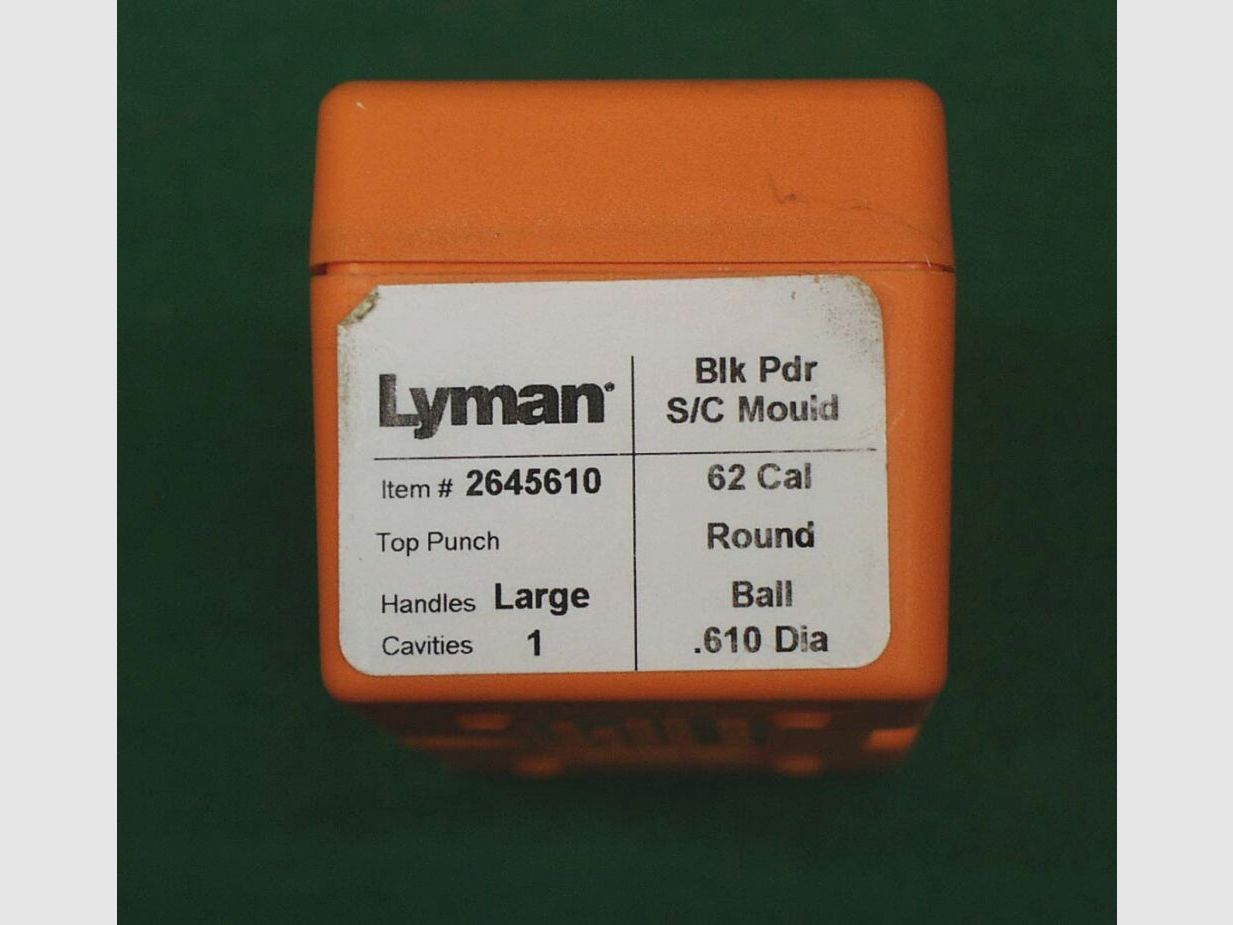 Lyman
Item # 2645610
Top Punch
Handles Large
Cavities 1
Blk Pdr
S/C Mould
62 Cal
Round
Ball
.610 Dia